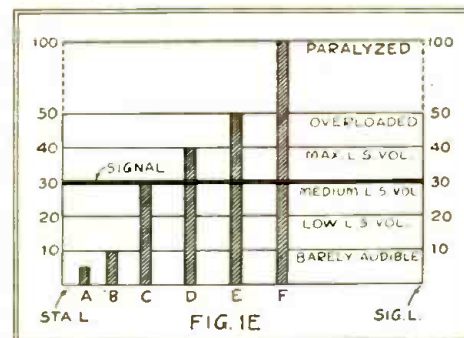 100 PARALYZED 100
50 OVERLOADED 50
40 MAX. L S VOL. 40
SIGNAL
30 MEDIUM L S VOL 30
20 LOW L S VOL. 20
10 BARELY AUDIBLE 10
A B C D E F
STA L. SIG. L.
FIG. 1E